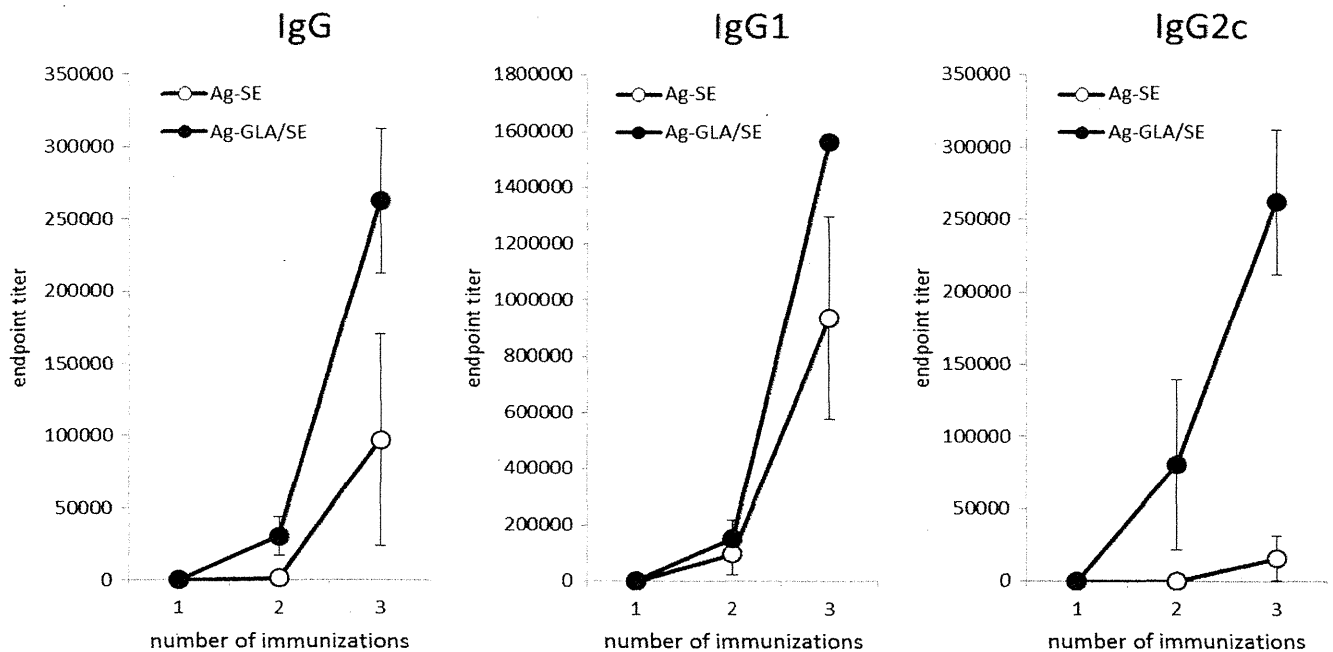 IgG
350000
300000
250000
200000
150000
100000
50000
0
endpoint titer
Ag-SE
Ag-GLA/SE
1 2 3
number of immunizations
IgG1
1800000
1600000
1400000
1200000
1000000
800000
600000
400000
200000
0
endpoint titer
Ag-SE
Ag-GLA/SE
1 2 3
number of immunizations
IgG2c
350000
300000
250000
200000
150000
100000
50000
0
endpoint titer
Ag-SE
Ag-GLA/SE
1 2 3
number of immunizations